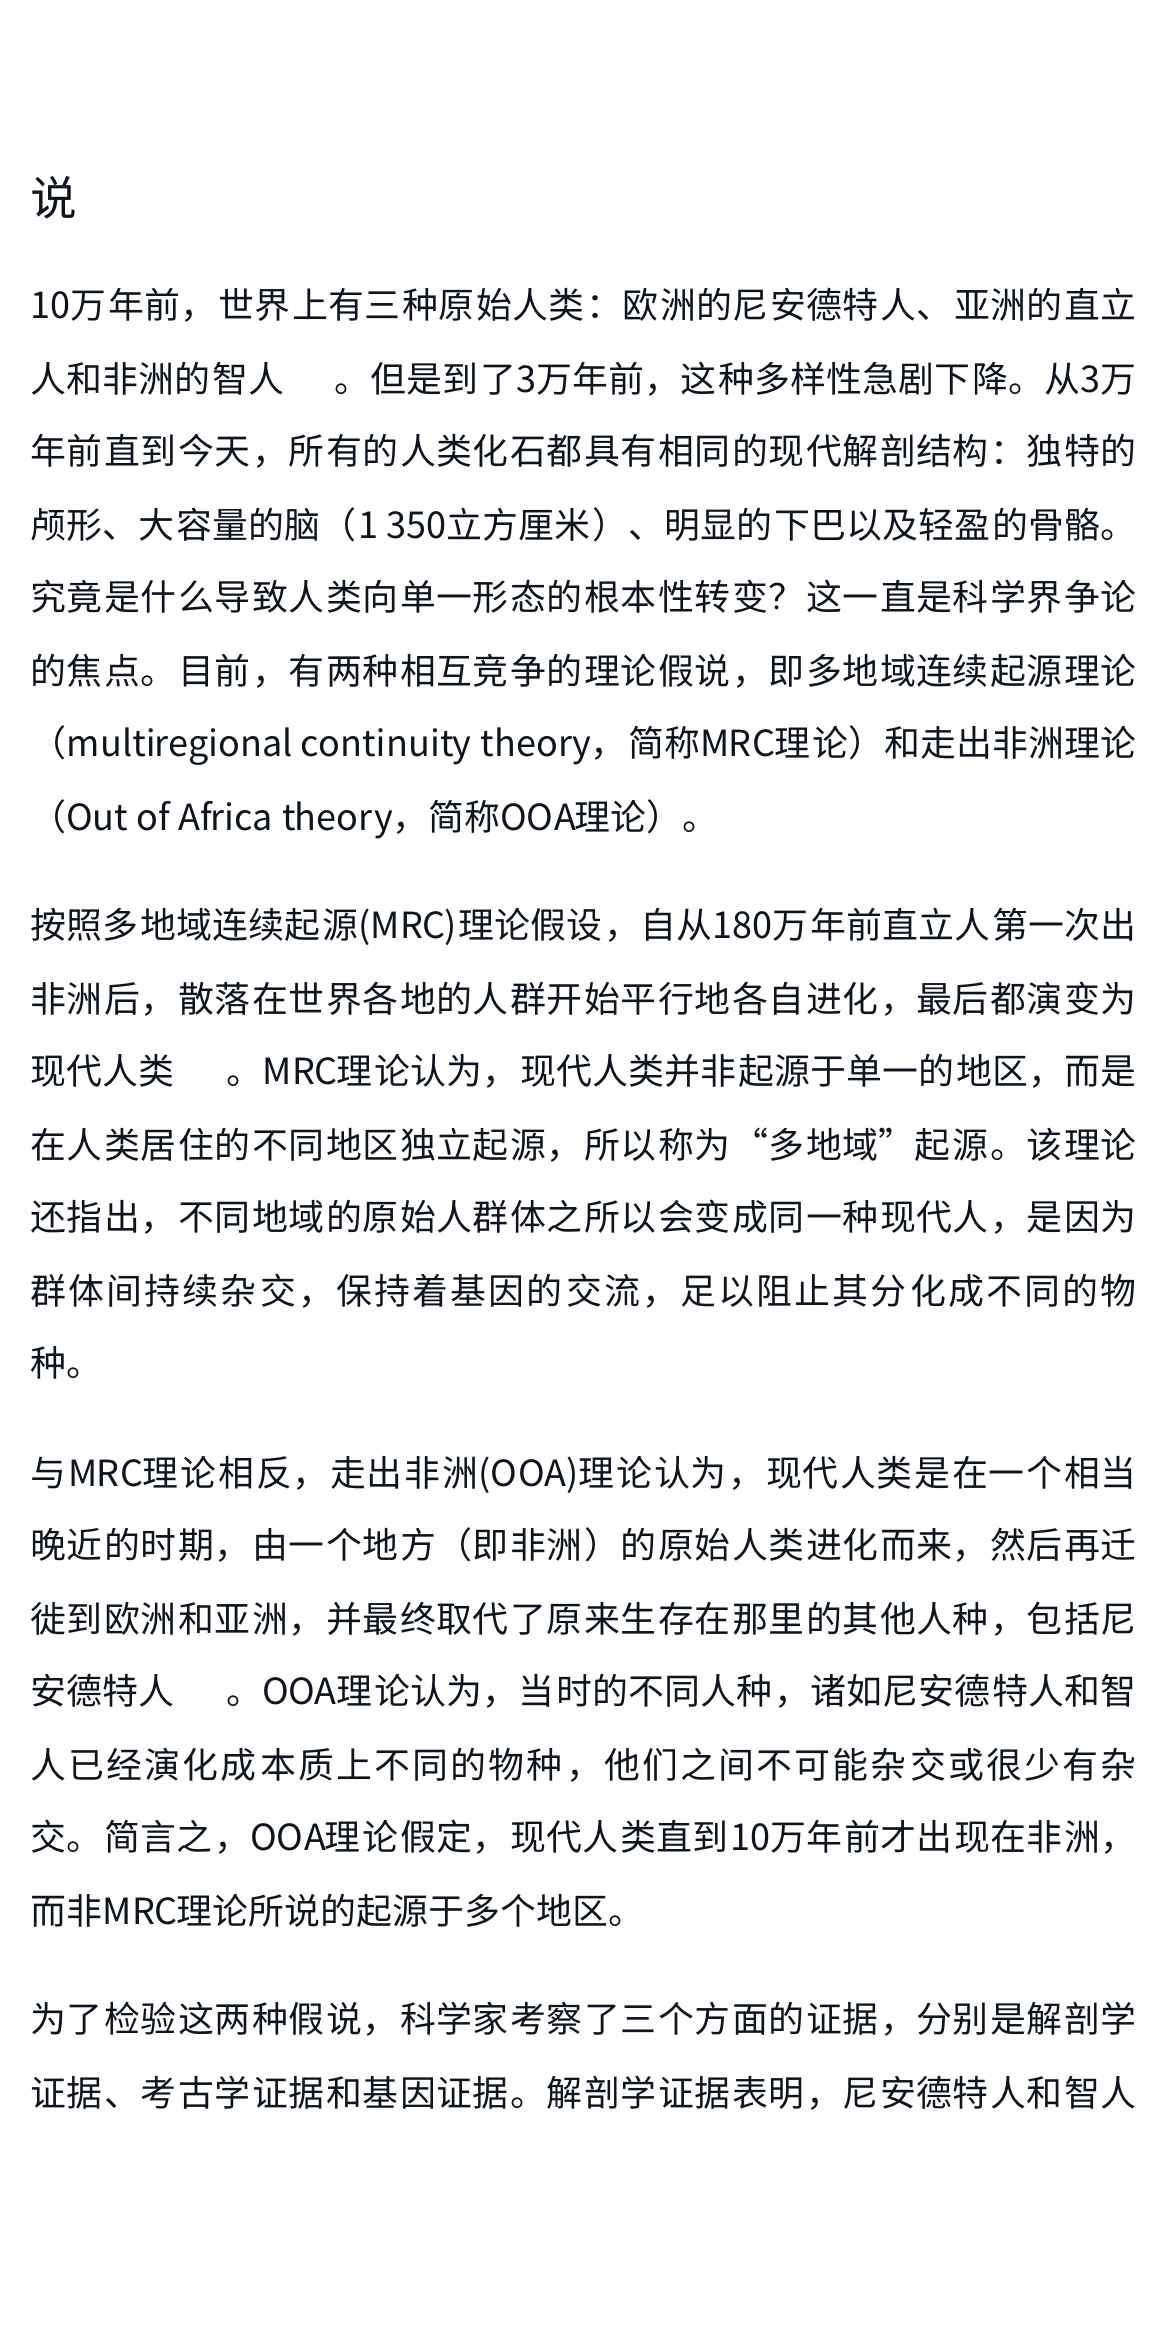 说
10万年前，世界上有三种原始人类：欧洲的尼安德特人、亚洲的直立
人和非洲的智人　。但是到了3万年前，这种多样性急剧下降。从3万
年前直到今天，所有的人类化石都具有相同的现代解剖结构：独特的
颅形、大容量的脑（1 350立方厘米）、明显的下巴以及轻盈的骨骼。
究竟是什么导致人类向单一形态的根本性转变？这一直是科学界争论
的焦点。目前，有两种相互竞争的理论假说，即多地域连续起源理论
（multiregional continuity theory，简称MRC理论）和走出非洲理论
（Out of Africa theory，简称OOA理论）。
按照多地域连续起源(MRC)理论假设，自从180万年前直立人第一次出
非洲后，散落在世界各地的人群开始平行地各自进化，最后都演变为
现代人类　。MRC理论认为，现代人类并非起源于单一的地区，而是
在人类居住的不同地区独立起源，所以称为“多地域”起源。该理论
还指出，不同地域的原始人群体之所以会变成同一种现代人，是因为
群体间持续杂交，保持着基因的交流，足以阻止其分化成不同的物
种。
与MRC理论相反，走出非洲(OOA)理论认为，现代人类是在一个相当
晚近的时期，由一个地方（即非洲）的原始人类进化而来，然后再迁
徙到欧洲和亚洲，并最终取代了原来生存在那里的其他人种，包括尼
安德特人　。OOA理论认为，当时的不同人种，诸如尼安德特人和智
人已经演化成本质上不同的物种，他们之间不可能杂交或很少有杂
交。简言之，OOA理论假定，现代人类直到10万年前才出现在非洲，
而非MRC理论所说的起源于多个地区。
为了检验这两种假说，科学家考察了三个方面的证据，分别是解剖学
证据、考古学证据和基因证据。解剖学证据表明，尼安德特人和智人